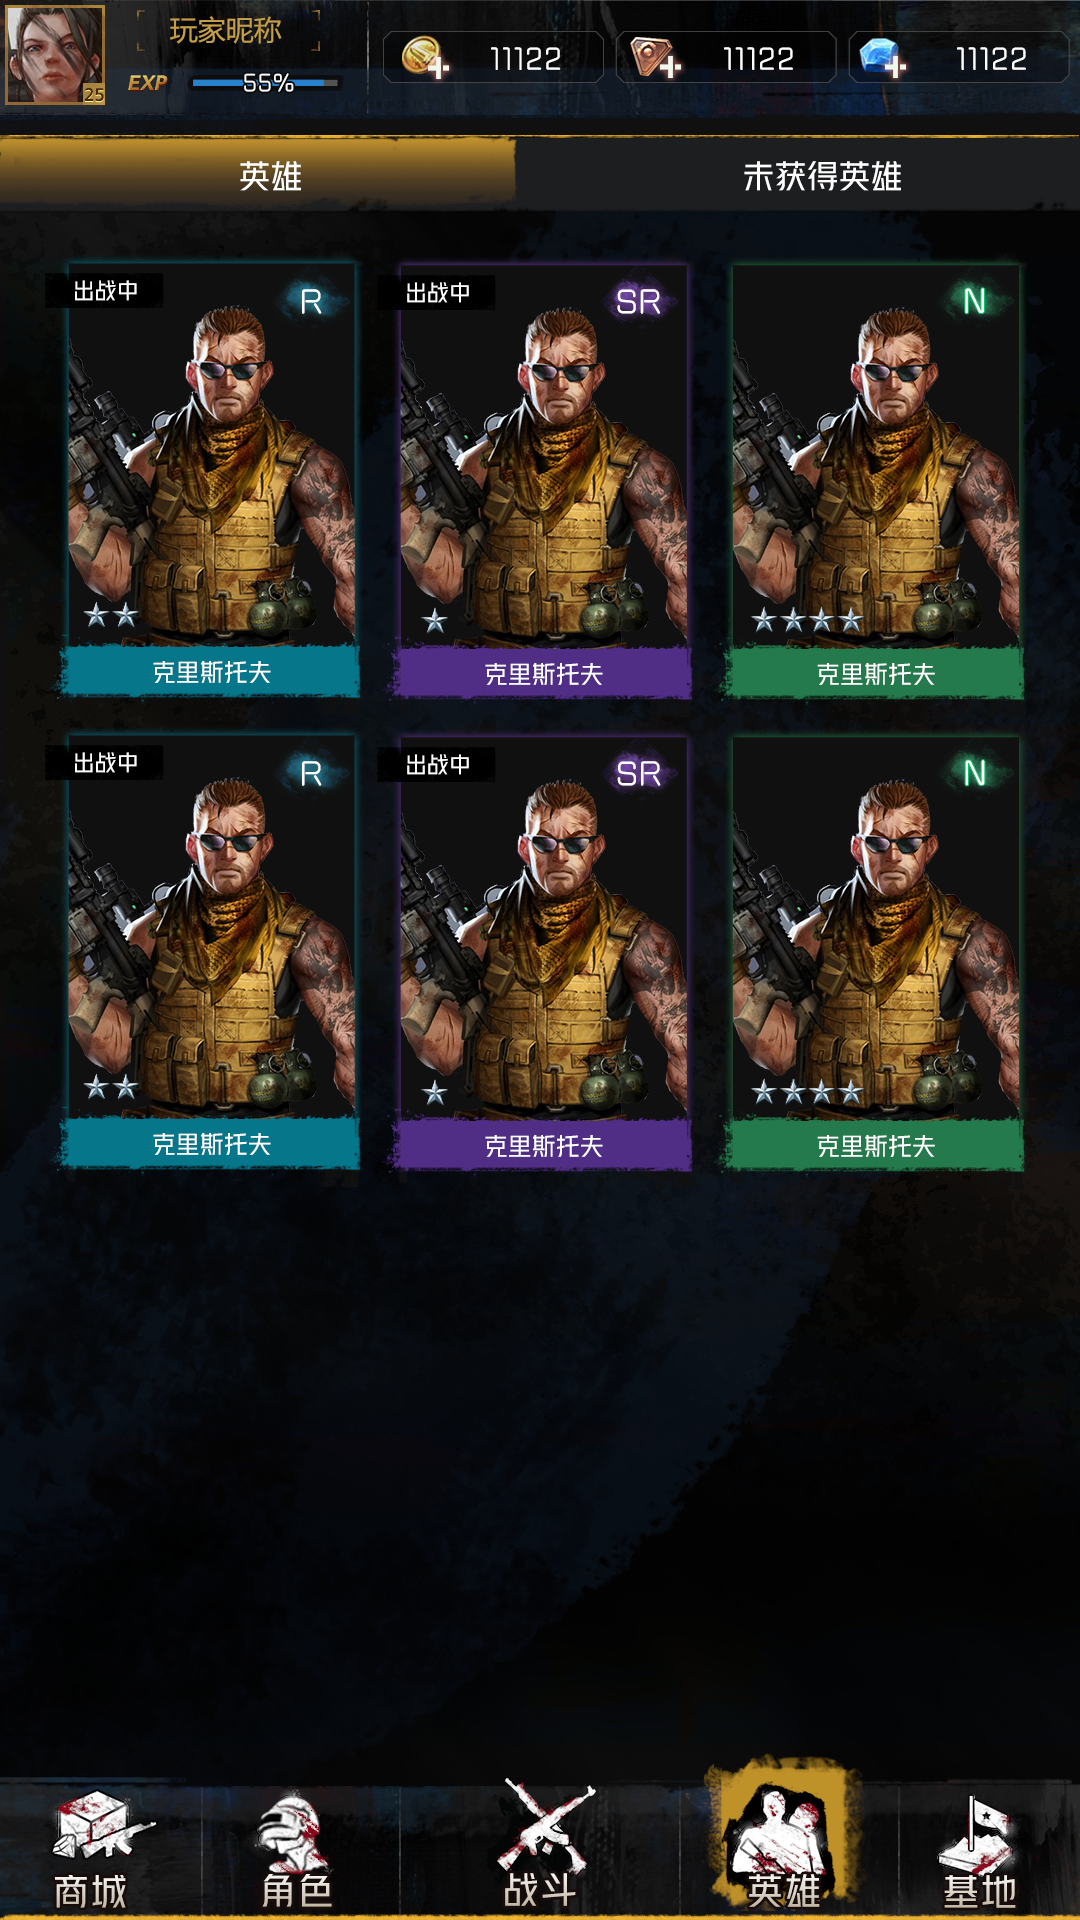 玩家昵称
25
EXP 55%
11122
11122
11122
英雄
未获得英雄
出战中
R
克里斯托夫
出战中
SR
克里斯托夫
N
克里斯托夫
出战中
R
克里斯托夫
出战中
SR
克里斯托夫
N
克里斯托夫
商城
角色
战斗
英雄
基地